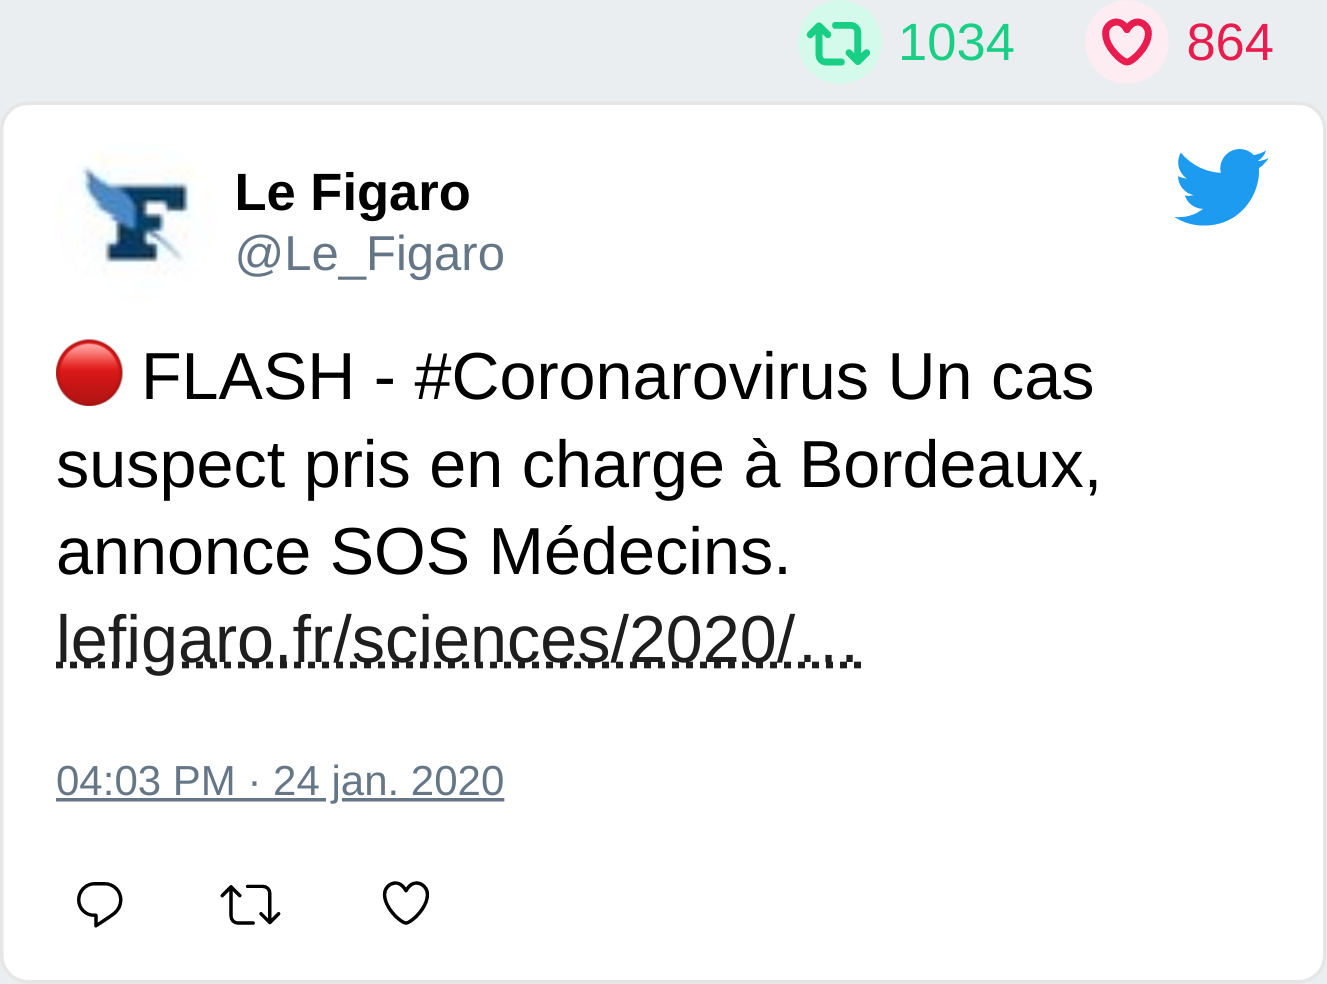 1034 864
Le Figaro
@Le_Figaro
🔴 FLASH - #Coronarovirus Un cas
suspect pris en charge à Bordeaux,
annonce SOS Médecins.
lefigaro.fr/sciences/2020/…
04:03 PM · 24 jan. 2020